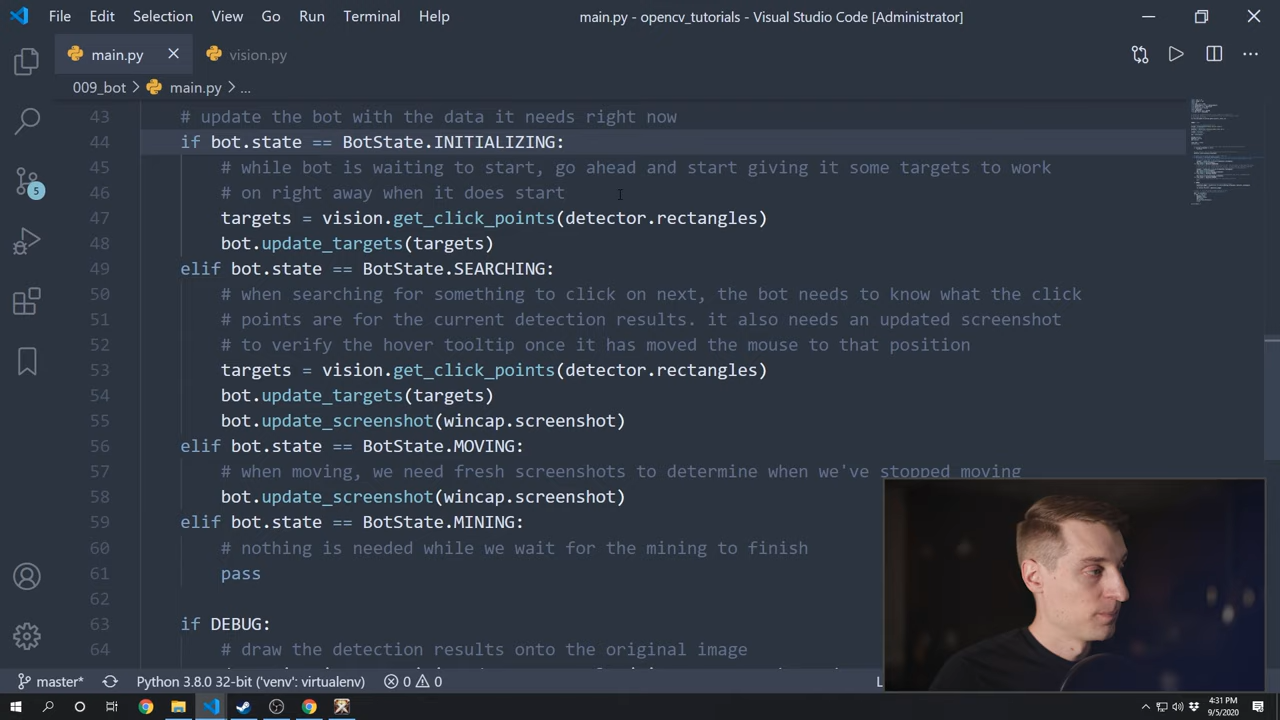 File Edit Selection View Go Run Terminal Help main.py - opencv_tutorials - Visual Studio Code [Administrator]
main.py vision.py
009_bot > main.py > ...
43 # update the bot with the data it needs right now
44 if bot.state == BotState.INITIALIZING:
45 # while bot is waiting to start, go ahead and start giving it some targets to work
46 # on right away when it does start
47 targets = vision.get_click_points(detector.rectangles)
48 bot.update_targets(targets)
49 elif bot.state == BotState.SEARCHING:
50 # when searching for something to click on next, the bot needs to know what the click
51 # points are for the current detection results. it also needs an updated screenshot
52 # to verify the hover tooltip once it has moved the mouse to that position
53 targets = vision.get_click_points(detector.rectangles)
54 bot.update_targets(targets)
55 bot.update_screenshot(wincap.screenshot)
56 elif bot.state == BotState.MOVING:
57 # when moving, we need fresh screenshots to determine when we've stopped moving
58 bot.update_screenshot(wincap.screenshot)
59 elif bot.state == BotState.MINING:
60 # nothing is needed while we wait for the mining to finish
61 pass
62
63 if DEBUG:
64 # draw the detection results onto the original image
5
master* Python 3.8.0 32-bit ('venv': virtualenv) 0 0 L
4:31 PM
9/5/2020